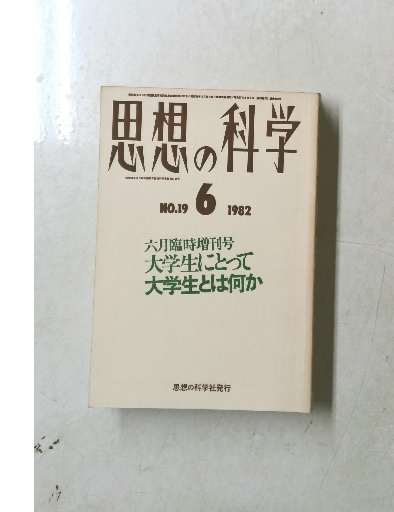 思想の科学
NO.19 6 1982
六月臨時増刊号
大学生にとって
大学生とは何か
思想の科学社発行